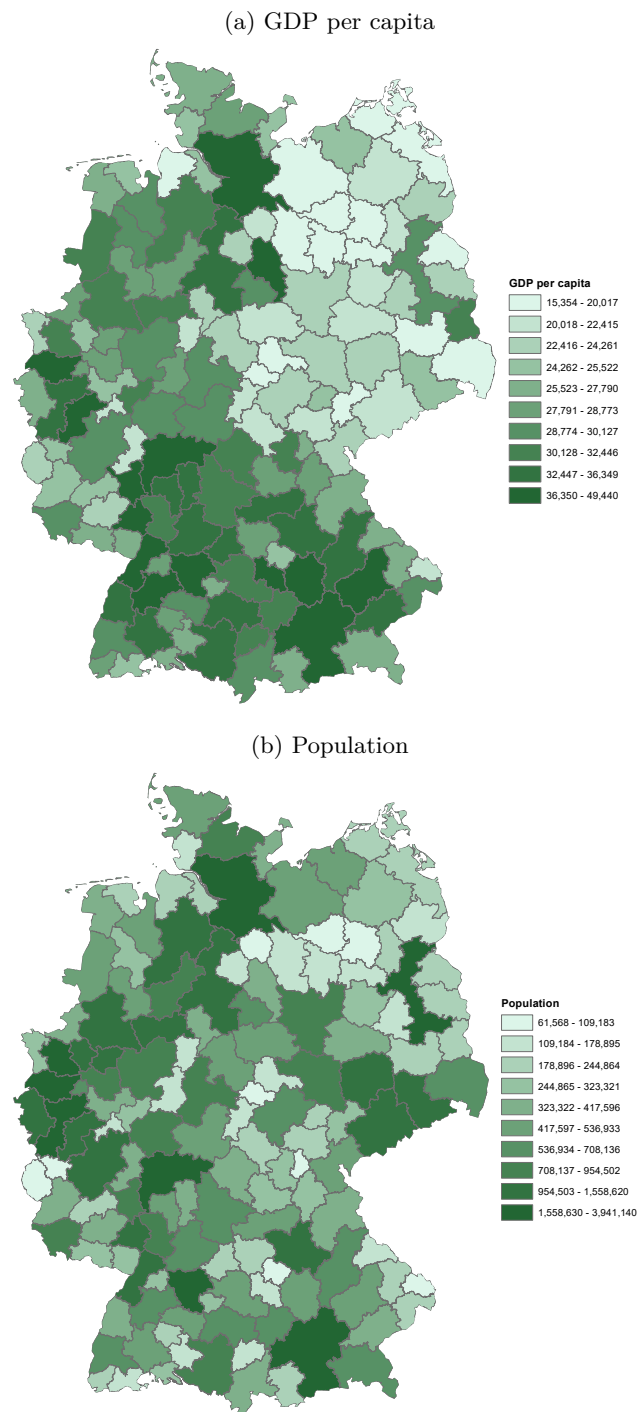 (a) GDP per capita
GDP per capita
15,354 - 20,017
20,018 - 22,415
22,416 - 24,261
24,262 - 25,522
25,523 - 27,790
27,791 - 28,773
28,774 - 30,127
30,128 - 32,446
32,447 - 36,349
36,350 - 49,440
(b) Population
Population
61,568 - 109,183
109,184 - 178,895
178,896 - 244,864
244,865 - 323,321
323,322 - 417,596
417,597 - 536,933
536,934 - 708,136
708,137 - 954,502
954,503 - 1,558,620
1,558,630 - 3,941,140